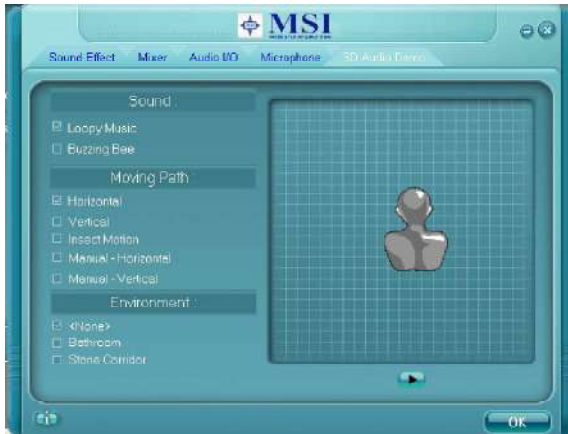 MSI
Sound Effect Mixer Audio I/O Microphone 3D Audio Demo
Sound :
Loopy Music
Buzzing Bee
Moving Path
Horizontal
Vertical
Insect Motion
Manual - Horizontal
Manual - Vertical
Environment :
<None>
Bathroom
Stone Corridor
OK